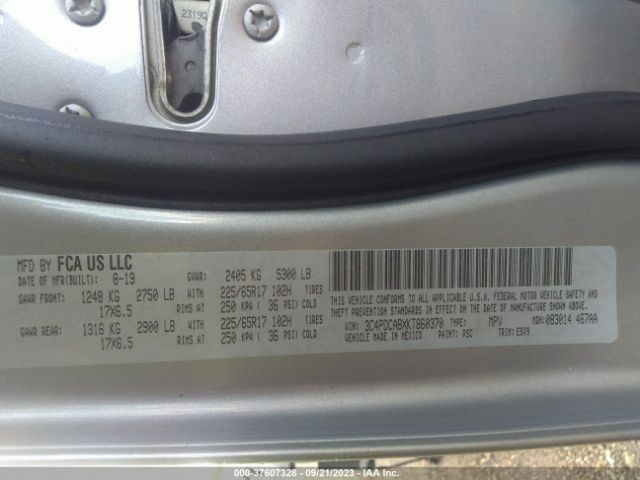 2319Q
MFD BY FCA US LLC
DATE OF MFR(BUILT): 8-19 GVWR: 2405 KG 5300 LB
GAWR FRONT: 1248 KG 2750 LB WITH 225/65R17 102H TIRES
17X6.5 RIMS AT 250 KPA ( 36 PSI) COLD
GAWR REAR: 1316 KG 2900 LB WITH 225/65R17 102H TIRES
17X6.5 RIMS AT 250 KPA ( 36 PSI) COLD
THIS VEHICLE CONFORMS TO ALL APPLICABLE U.S.A. FEDERAL MOTOR VEHICLE SAFETY AND
THEFT PREVENTION STANDARDS IN EFFECT ON THE DATE OF MANUFACTURE SHOWN ABOVE.
VIN: 3C4PDCABXKT860370 TYPE: MPV MDH: 083014 467AA
VEHICLE MADE IN MEXICO PAINT: PSC TRIM: E5X9
000-37607328 - 09/21/2023 - IAAI.COM